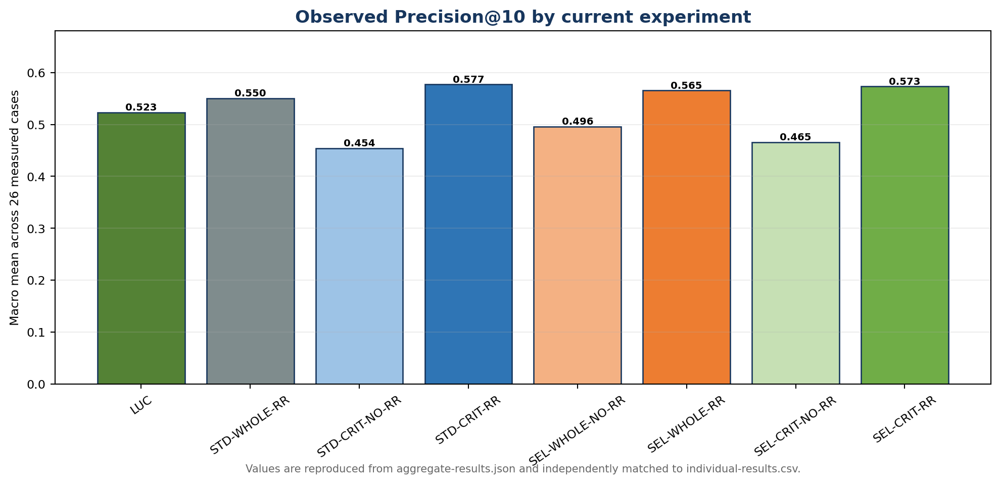 Observed Precision@10 by current experiment
Macro mean across 26 measured cases
0.6
0.5
0.4
0.3
0.2
0.1
0.0
0.523
0.550
0.454
0.577
0.496
0.565
0.465
0.573
LUC
STD-WHOLE-RR
STD-CRIT-NO-RR
STD-CRIT-RR
SEL-WHOLE-NO-RR
SEL-WHOLE-RR
SEL-CRIT-NO-RR
SEL-CRIT-RR
Values are reproduced from aggregate-results.json and independently matched to individual-results.csv.